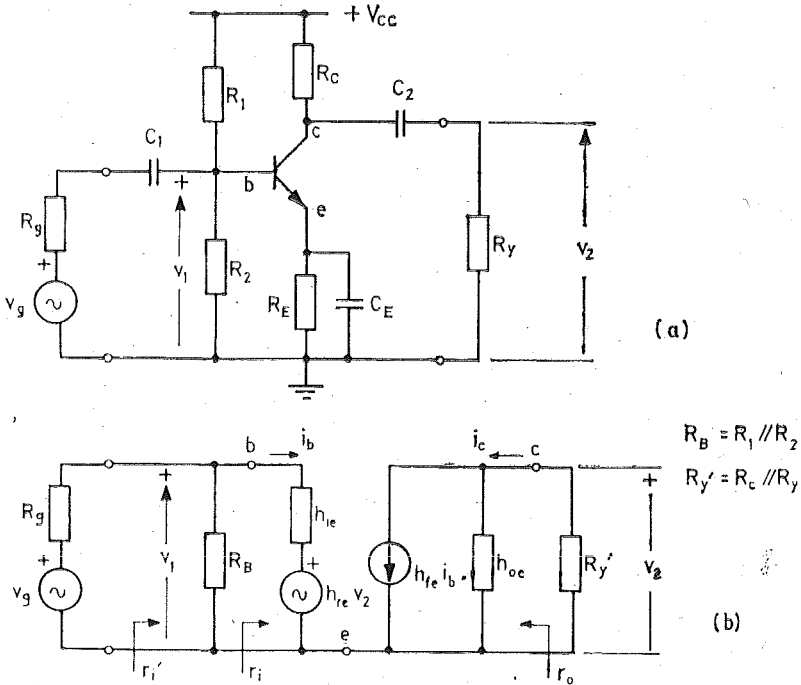 + Vcc
R1
Rc
C2
c
C1
+
b
e
Rg
+
v1
R2
RE
CE
Ry
v2
vg
(a)
RB = R1 // R2
Ry' = Rc // Ry
b
ib
ic
c
+
+
Rg
+
v1
RB
hie
+
vg
hre v2
hfe ib
hoe
Ry'
v2
(b)
e
ri'
ri
ro